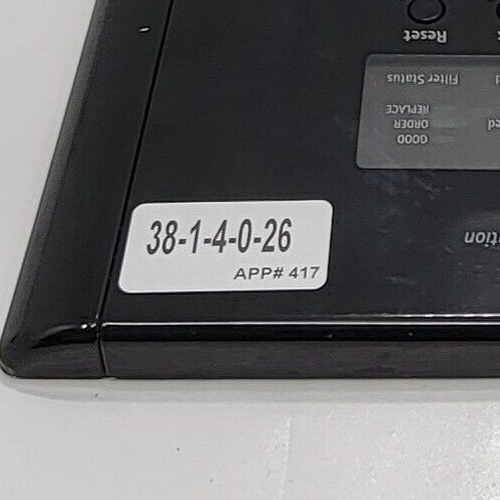 38-1-4-0-26
APP# 417
Reset
Filter Status
REPLACE
ORDER
GOOD